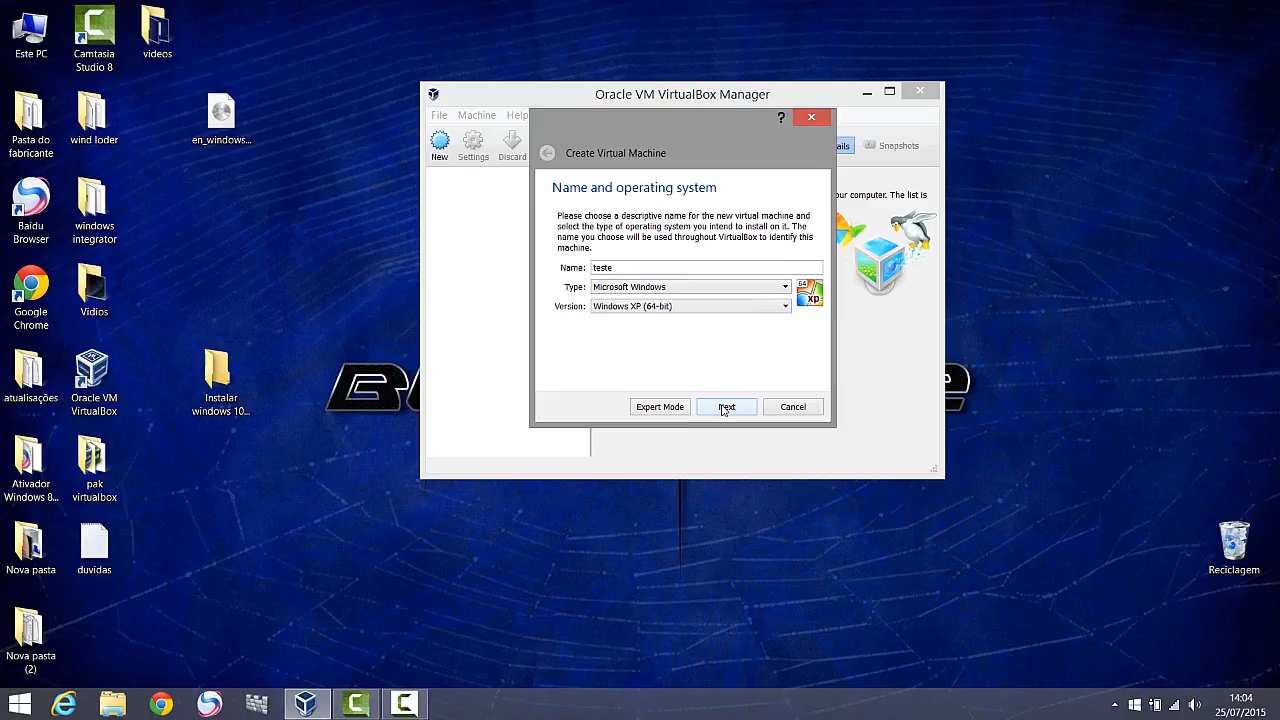 Este PC
Camtasia
Studio 8
videos
Pasta do
fabricante
wind loder
en_windows...
Baidu
Browser
windows
integrator
Google
Chrome
Vidios
atualisações
Oracle VM
VirtualBox
Instalar
windows 10...
Ativador
Windows 8...
pak
virtualbox
Nova pasta
duvidas
Nova pasta
(2)
Reciclagem
Oracle VM VirtualBox Manager
File Machine Help
New Settings Discard
ails Snapshots
our computer. The list is
? 
Create Virtual Machine
Name and operating system
Please choose a descriptive name for the new virtual machine and
select the type of operating system you intend to install on it. The
name you choose will be used throughout VirtualBox to identify this
machine.
Name: teste
Type: Microsoft Windows
64
XP
Version: Windows XP (64-bit)
Expert Mode Next Cancel
14:04
25/07/2015